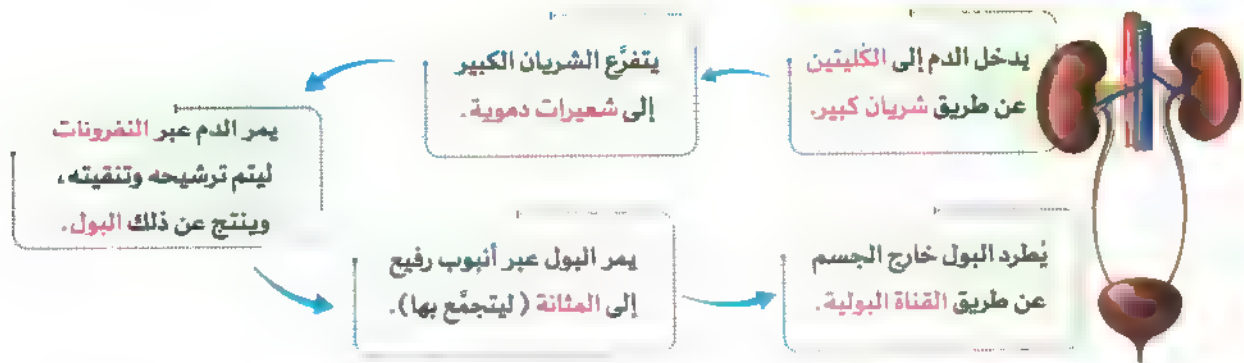 يدخل الدم إلى الكُليتين
عن طريق شريان كبير.
يتفرَّع الشريان الكبير
إلى شعيرات دموية.
يمر الدم عبر النفرونات
ليتم ترشيحه وتنقيته،
وينتج عن ذلك البول.
يمر البول عبر أنبوب رفيع
إلى المثانة (ليتجمَّع بها).
يُطرد البول خارج الجسم
عن طريق القناة البولية.